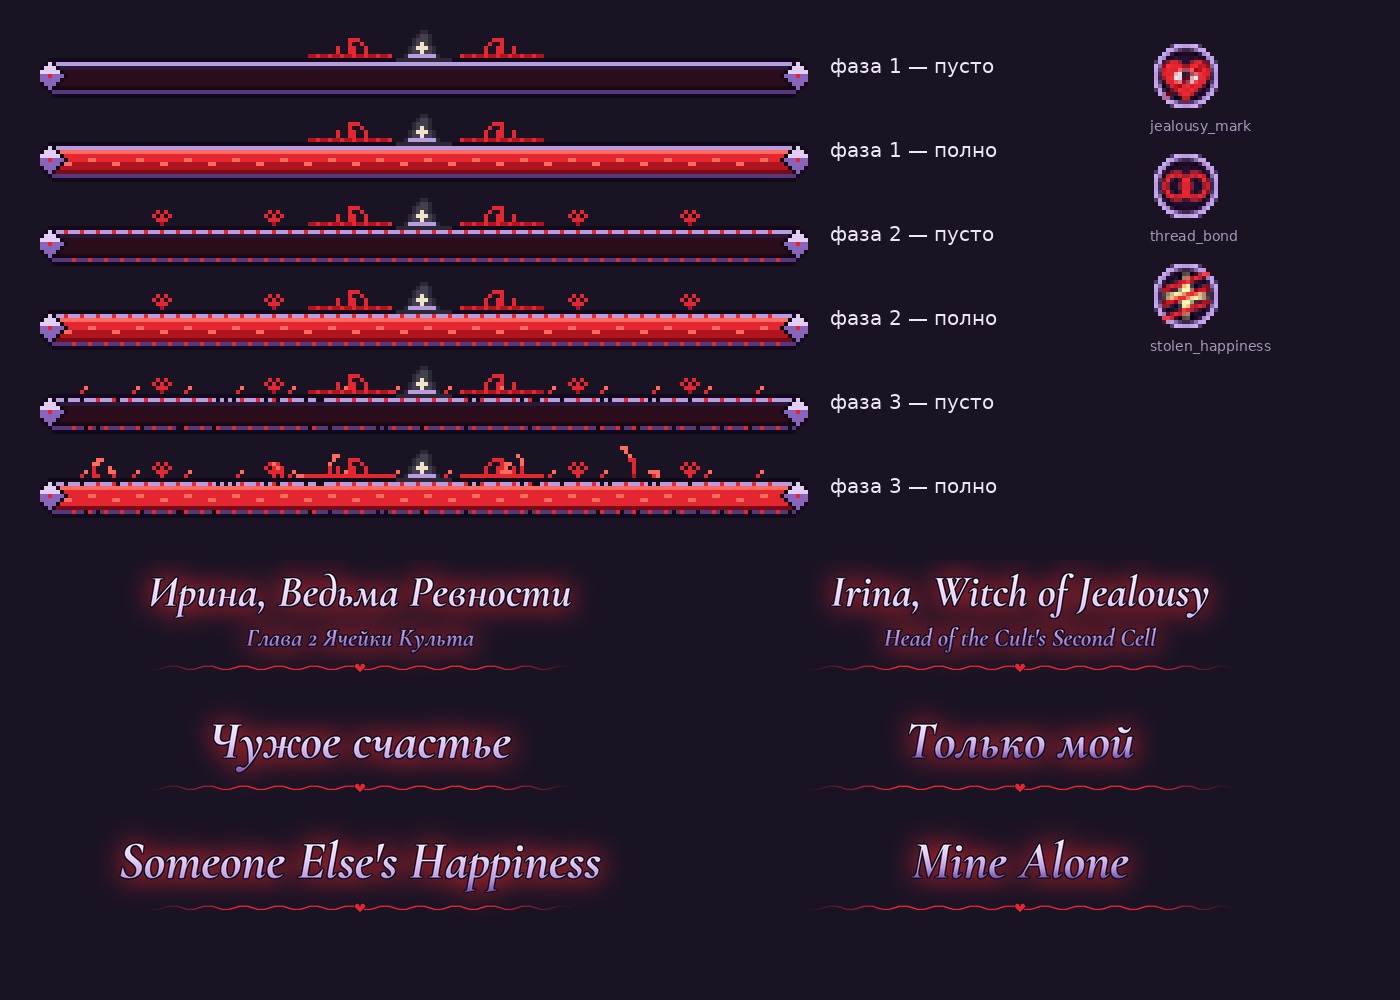 фаза 1 — пусто
jealousy_mark
фаза 1 — полно
thread_bond
фаза 2 — пусто
фаза 2 — полно
stolen_happiness
фаза 3 — пусто
фаза 3 — полно
Ирина, Ведьма Ревности
Глава 2 Ячейки Культа
Irina, Witch of Jealousy
Head of the Cult's Second Cell
Чужое счастье
Только мой
Someone Else's Happiness
Mine Alone